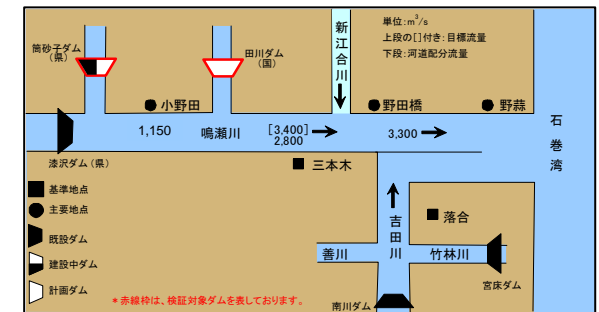 単位:m³/s
上段の[]付き:目標流量
下段:河道配分流量
筒砂子ダム
（県）
田川ダム
（国）
新江合川
小野田
野田橋
野蒜
石巻湾
1,150
鳴瀬川
[3,400]
2,800
3,300
漆沢ダム（県）
三本木
基準地点
主要地点
既設ダム
建設中ダム
計画ダム
吉田川
落合
善川
竹林川
宮床ダム
南川ダム
*赤線枠は、検証対象ダムを表しております。